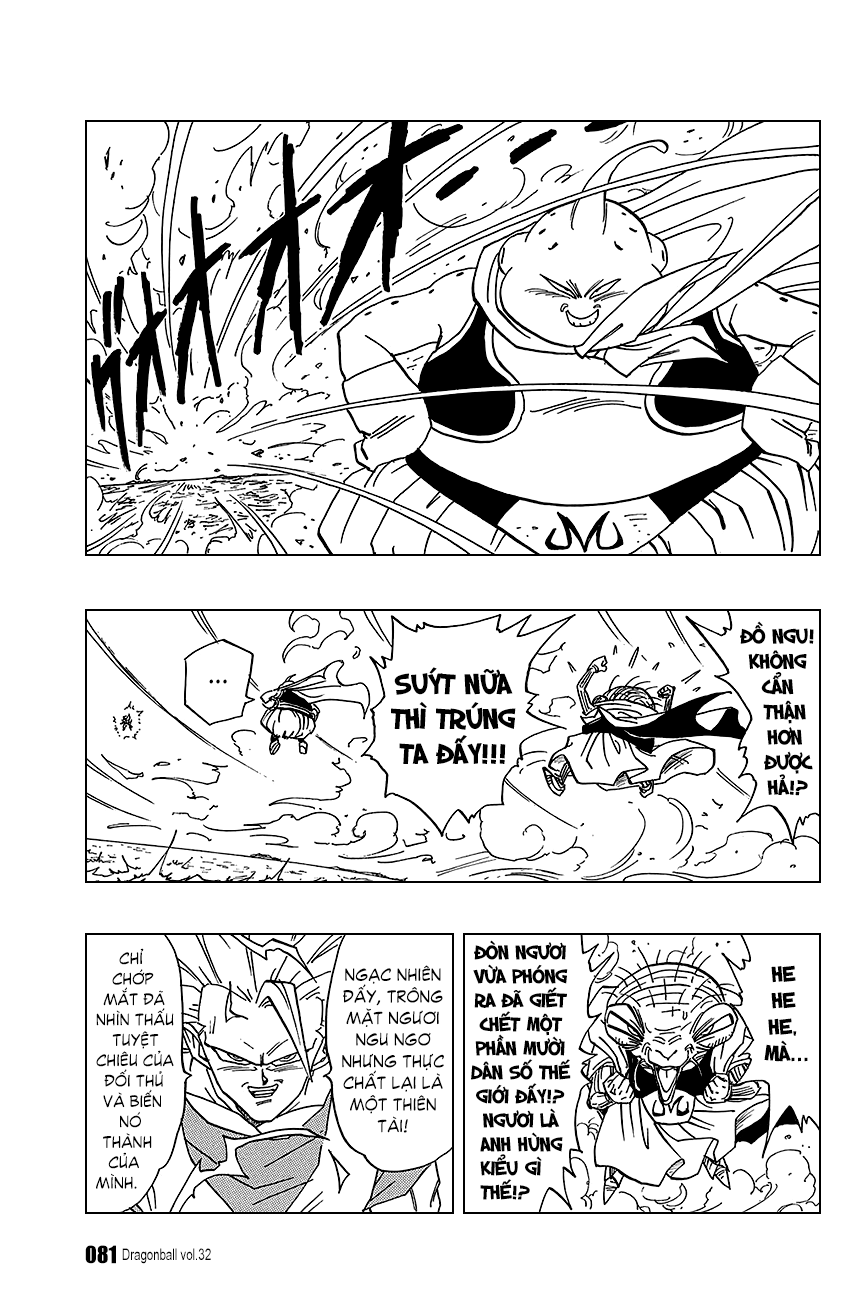 グオオオオ
ĐỒ NGU!
KHÔNG
CẨN
THẬN
HƠN
ĐƯỢC
HẢ!?
SUÝT NỮA
THÌ TRÚNG
TA ĐẤY!!!
...
HE
HE
HE,
MÀ...
ĐÒN NGƯƠI
VỪA PHÓNG
RA ĐÃ GIẾT
CHẾT MỘT
PHẦN MƯỜI
DÂN SỐ THẾ
GIỚI ĐẤY!?
NGƯƠI LÀ
ANH HÙNG
KIỂU GÌ
THẾ!?
NGẠC NHIÊN
ĐẤY, TRÔNG
MẶT NGƯƠI
NGU NGƠ
NHƯNG THỰC
CHẤT LẠI LÀ
MỘT THIÊN
TÀI!
CHỈ
CHỚP
MẮT ĐÃ
NHÌN THẤU
TUYỆT
CHIÊU CỦA
ĐỐI THỦ
VÀ BIẾN
NÓ
THÀNH
CỦA
MÌNH.
081 Dragonball vol.32